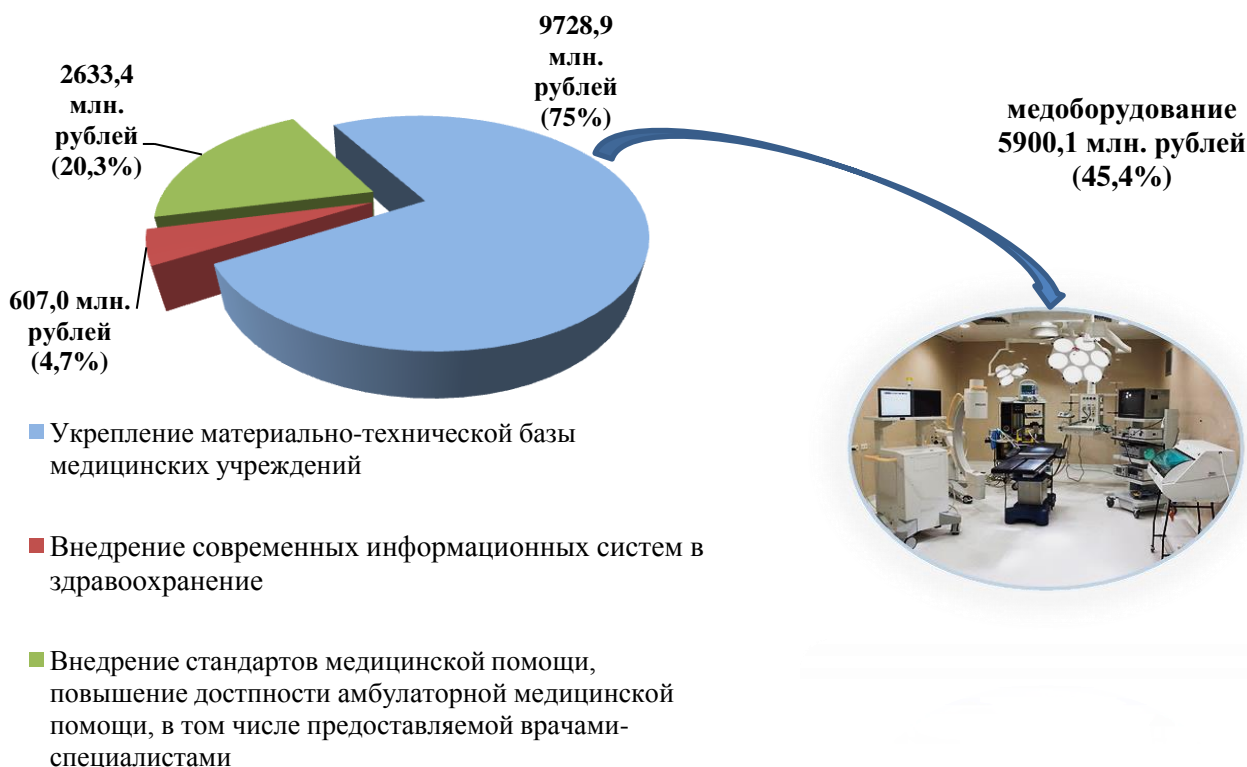 9728,9
млн.
рублей
(75%)
2633,4
млн.
рублей
(20,3%)
медоборудование
5900,1 млн. рублей
(45,4%)
607,0 млн.
рублей
(4,7%)
Укрепление материально-технической базы
медицинских учреждений
Внедрение современных информационных систем в
здравоохранение
Внедрение стандартов медицинской помощи,
повышение достпности амбулаторной медицинской
помощи, в том числе предоставляемой врачами-
специалистами